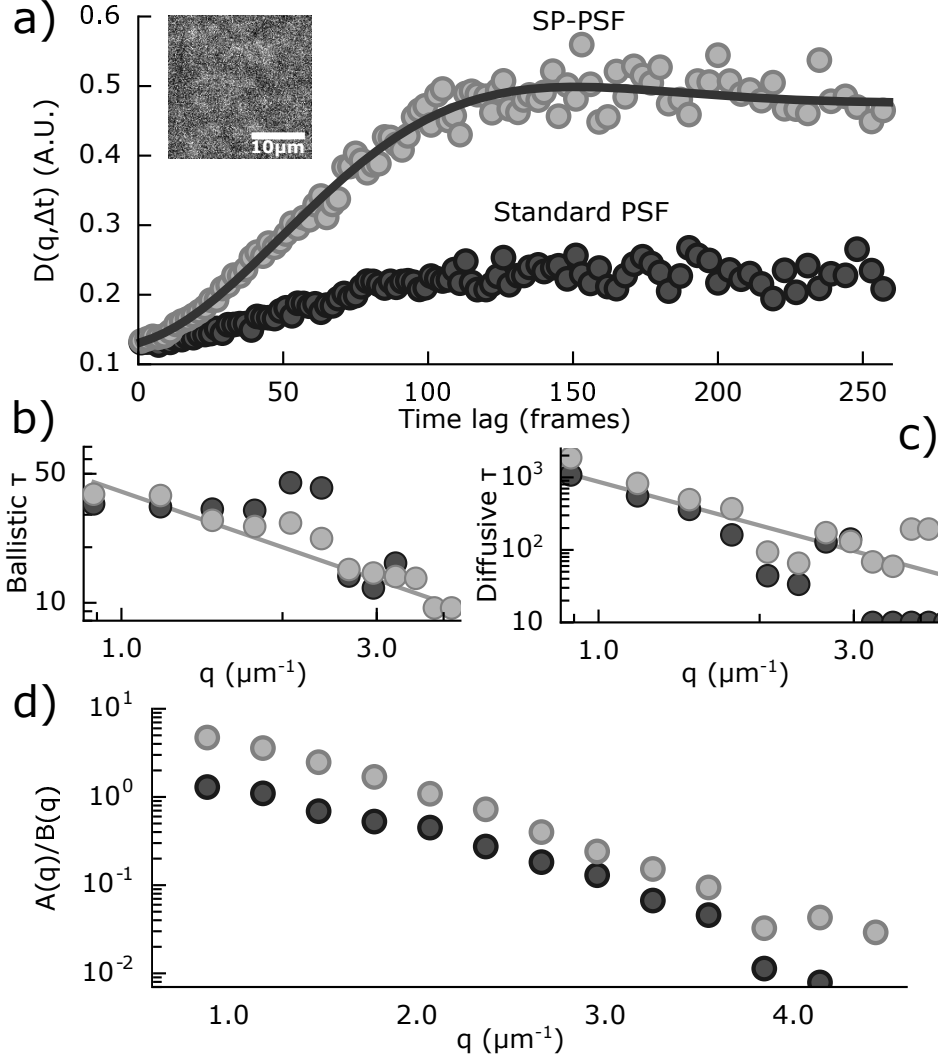 a)
0.6
0.5
0.4
0.3
0.2
0.1
D(q,Δt) (A.U.)
10μm
SP-PSF
Standard PSF
0 50 100 150 200 250
Time lag (frames)
b)
50
10
Ballistic τ
1.0 3.0
q (μm⁻¹)
c)
10³
10²
10
Diffusive τ
1.0 3.0
q (μm⁻¹)
d)
10¹
10⁰
10⁻¹
10⁻²
A(q)/B(q)
1.0 2.0 3.0 4.0
q (μm⁻¹)